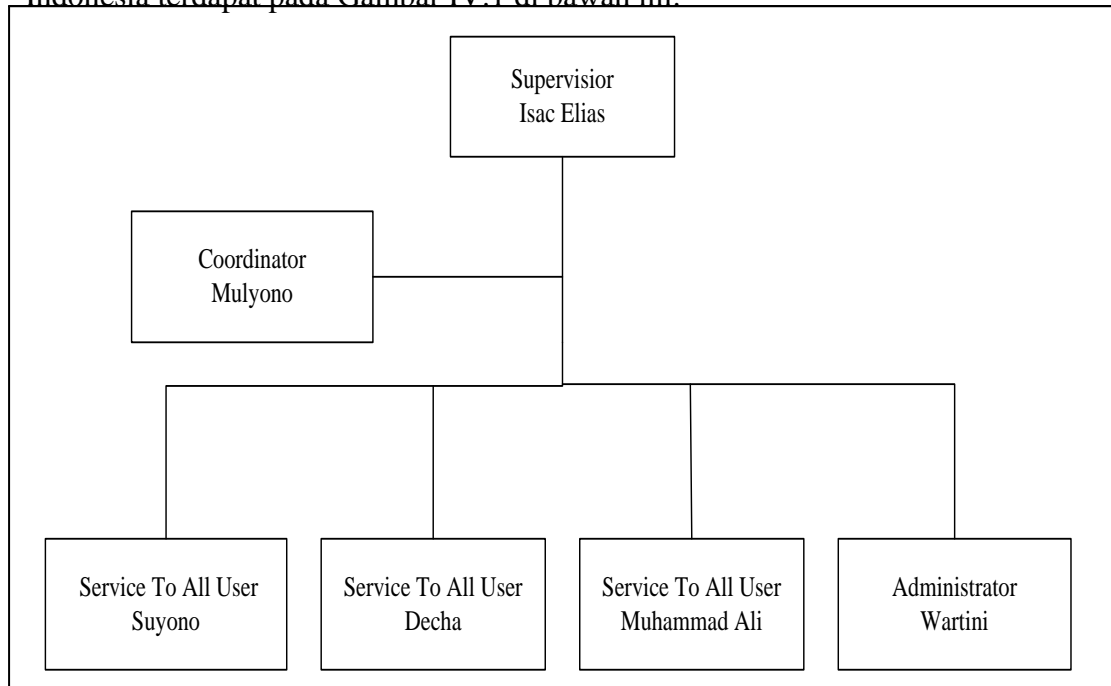 Indonesia terdapat pada Gambar IV.1 di bawah ini:
Supervisior
Isac Elias
Coordinator
Mulyono
Service To All User
Suyono
Service To All User
Decha
Service To All User
Muhammad Ali
Administrator
Wartini